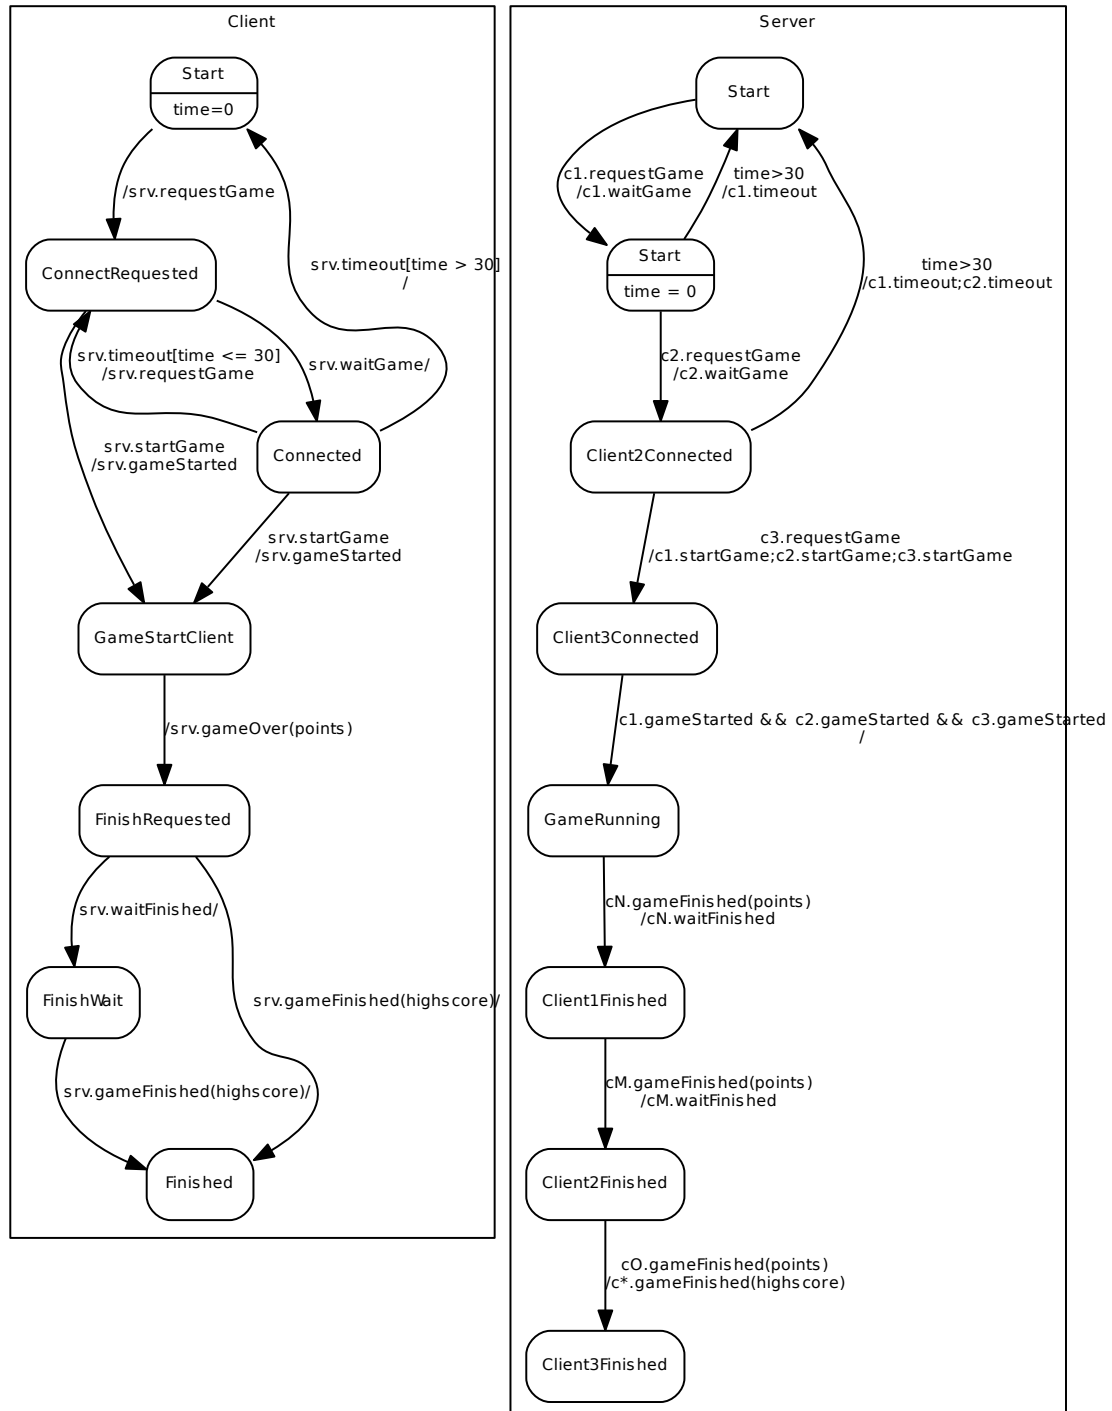 Client
Start
time=0
/srv.requestGame
ConnectRequested
srv.timeout[time > 30]
/
srv.timeout[time <= 30]
/srv.requestGame
srv.waitGame/
srv.startGame
/srv.gameStarted
Connected
srv.startGame
/srv.gameStarted
GameStartClient
/srv.gameOver(points)
FinishRequested
srv.waitFinished/
FinishWait
srv.gameFinished(highscore)/
srv.gameFinished(highscore)/
Finished
Server
Start
c1.requestGame
/c1.waitGame
time>30
/c1.timeout
Start
time = 0
time>30
/c1.timeout;c2.timeout
c2.requestGame
/c2.waitGame
Client2Connected
c3.requestGame
/c1.startGame;c2.startGame;c3.startGame
Client3Connected
c1.gameStarted && c2.gameStarted && c3.gameStarted
/
GameRunning
cN.gameFinished(points)
/cN.waitFinished
Client1Finished
cM.gameFinished(points)
/cM.waitFinished
Client2Finished
cO.gameFinished(points)
/c*.gameFinished(highscore)
Client3Finished